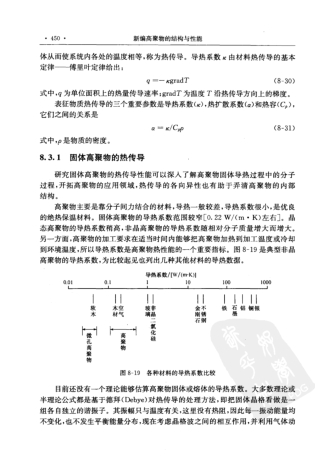 · 450 ·
新编高聚物的结构与性能
体从而使系统内各处的温度相等,称为热传导。导热系数 κ 由材料热传导的基本
定律——傅里叶定律给出:
q = −κgradT (8-30)
式中,q 为单位面积上的热量传导速率;gradT 为温度 T 沿热传导方向上的梯度。
表征物质热传导的三个重要参数是导热系数(κ),热扩散系数(a)和热容(Cp),
它们之间的关系是
a = κ/Cpρ (8-31)
式中,ρ 是物质的密度。
8.3.1 固体高聚物的热传导
研究固体高聚物的热传导性能可以深入了解高聚物固体导热过程中的分子
过程,开拓高聚物的应用领域,热传导的各向异性也有助于弄清高聚物的内部
结构。
高聚物主要是靠分子间力结合的材料,导热一般较差,导热系数很小,是优良
的绝热保温材料。固体高聚物的导热系数范围较窄[0.22 W/(m·K)左右]。晶
态高聚物的导热系数稍高,非晶高聚物的导热系数随相对分子质量增大而增大。
另一方面,高聚物的加工要求在适当时间内能够把高聚物加热到加工温度或冷却
到环境温度,所以导热系数是高聚物热性能的一个重要指标。图 8-19 是典型非晶
高聚物的导热系数,为比较起见也列出几种其他材料的导热数据。
导热系数/[W/(m·K)]
0.01 0.1 1 10 100 1000
软木
木材
空气
玻璃
非晶二氧化硅
金刚石
不锈钢
铁
石墨
铝
铜
银
微孔高聚物
高聚物
图 8-19 各种材料的导热系数比较
目前还没有一个理论能够估算高聚物固体或熔体的导热系数。大多数理论或
半理论公式都是基于德拜(Debye)对热传导的处理方法,即把固体晶格看做是一
组各自独立的谐振子。其振幅只与温度有关,这里没有热阻,因此每一振动能量均
不变化,也不发生平衡能量分布,现在考虑晶格波之间的相互作用,并利用气体动